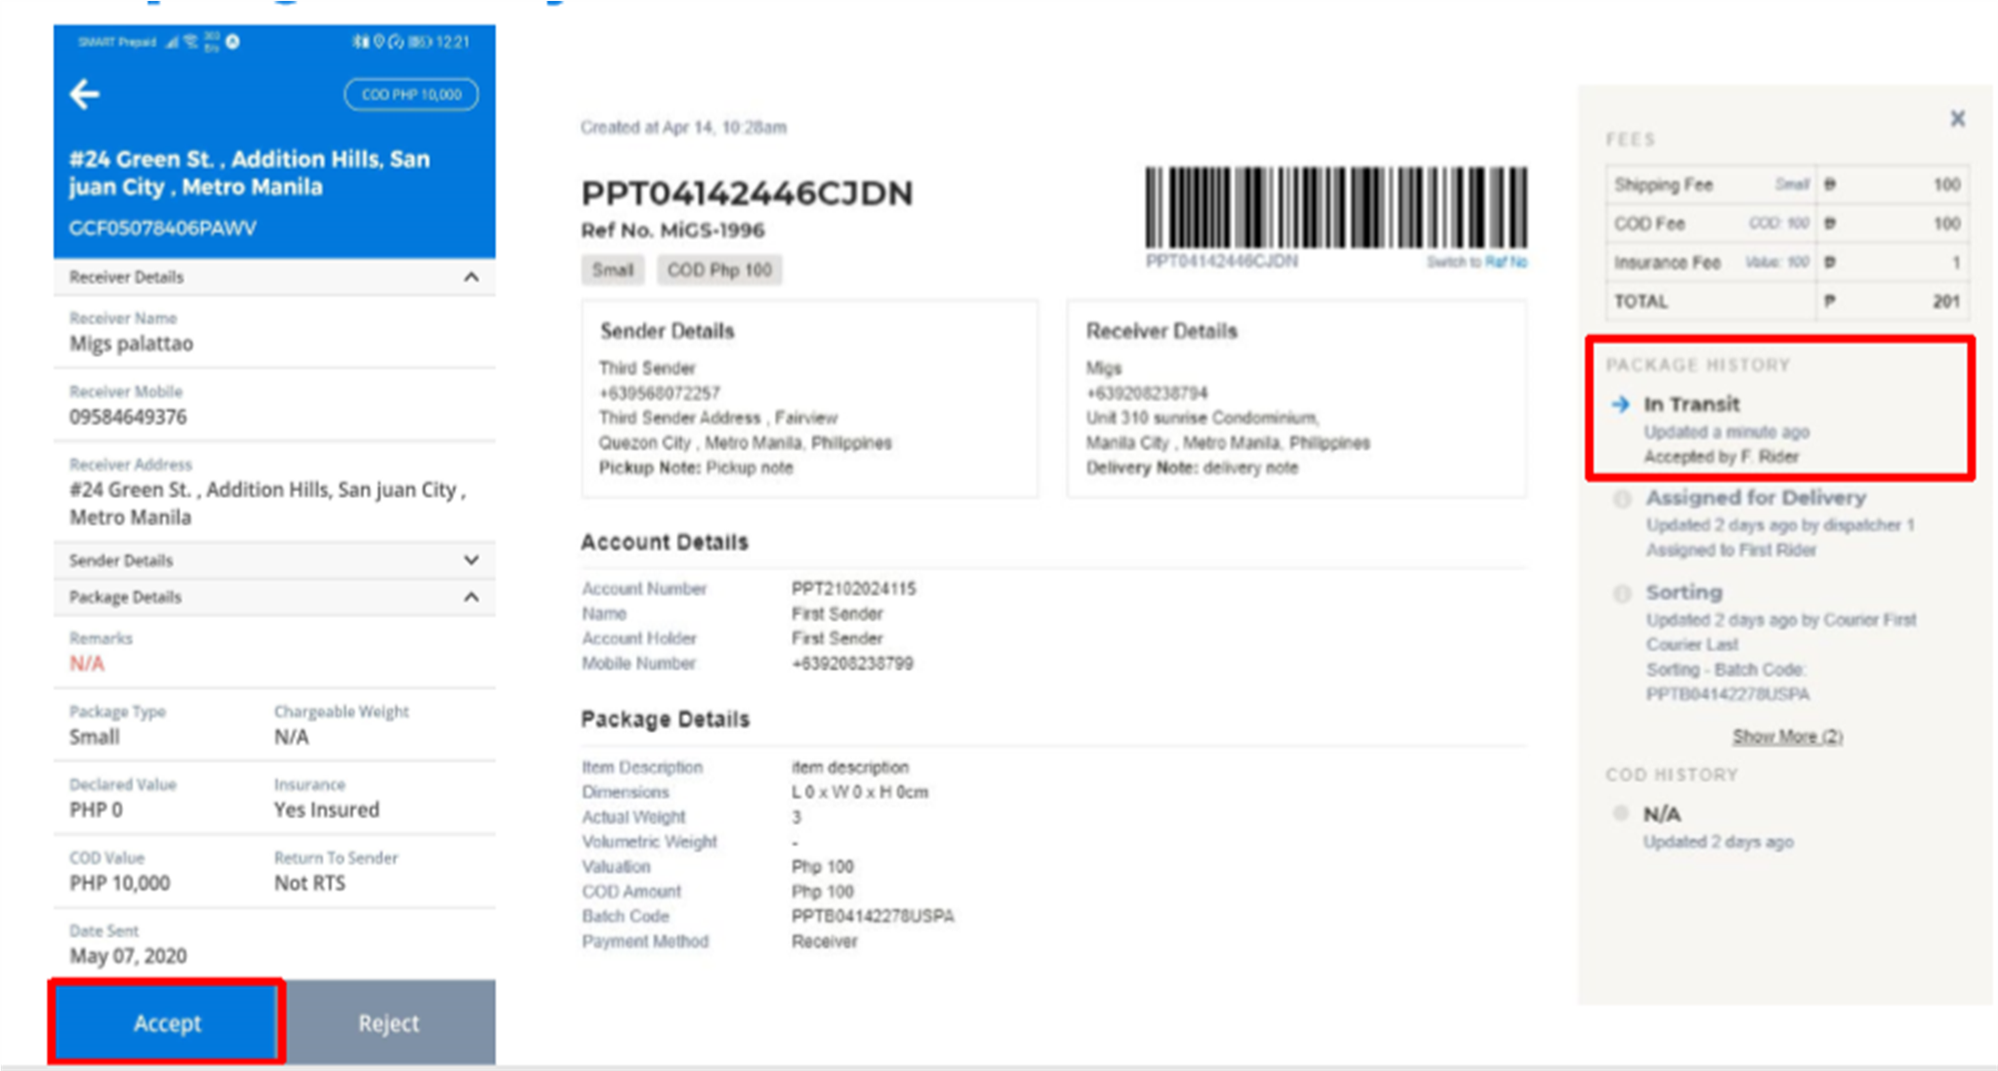 SMART Prepaid
12:21
COD PHP 10,000
#24 Green St. , Addition Hills, San
juan City , Metro Manila
GCF05078406PAWV
Receiver Details
Receiver Name
Migs palattao
Receiver Mobile
09584649376
Receiver Address
#24 Green St. , Addition Hills, San juan City ,
Metro Manila
Sender Details
Package Details
Remarks
N/A
Package Type Chargeable Weight
Small N/A
Declared Value Insurance
PHP 0 Yes Insured
COD Value Return To Sender
PHP 10,000 Not RTS
Date Sent
May 07, 2020
Accept Reject
Created at Apr 14, 10:28am
PPT04142446CJDN
Ref No. MiGS-1996
Small COD Php 100
PPT04142446CJDN Switch to Ref No
Sender Details
Third Sender
+639568072257
Third Sender Address , Fairview
Quezon City , Metro Manila, Philippines
Pickup Note: Pickup note
Receiver Details
Migs
+639208238794
Unit 310 sunrise Condominium,
Manila City , Metro Manila, Philippines
Delivery Note: delivery note
Account Details
Account Number PPT2102024115
Name First Sender
Account Holder First Sender
Mobile Number +639208238799
Package Details
Item Description item description
Dimensions L 0 x W 0 x H 0cm
Actual Weight 3
Volumetric Weight -
Valuation Php 100
COD Amount Php 100
Batch Code PPTB04142278USPA
Payment Method Receiver
FEES
Shipping Fee Small ₱ 100
COD Fee COD: 100 ₱ 100
Insurance Fee Value: 100 ₱ 1
TOTAL ₱ 201
PACKAGE HISTORY
In Transit
Updated a minute ago
Accepted by F. Rider
Assigned for Delivery
Updated 2 days ago by dispatcher 1
Assigned to First Rider
Sorting
Updated 2 days ago by Courier First
Courier Last
Sorting - Batch Code:
PPTB04142278USPA
Show More (2)
COD HISTORY
N/A
Updated 2 days ago